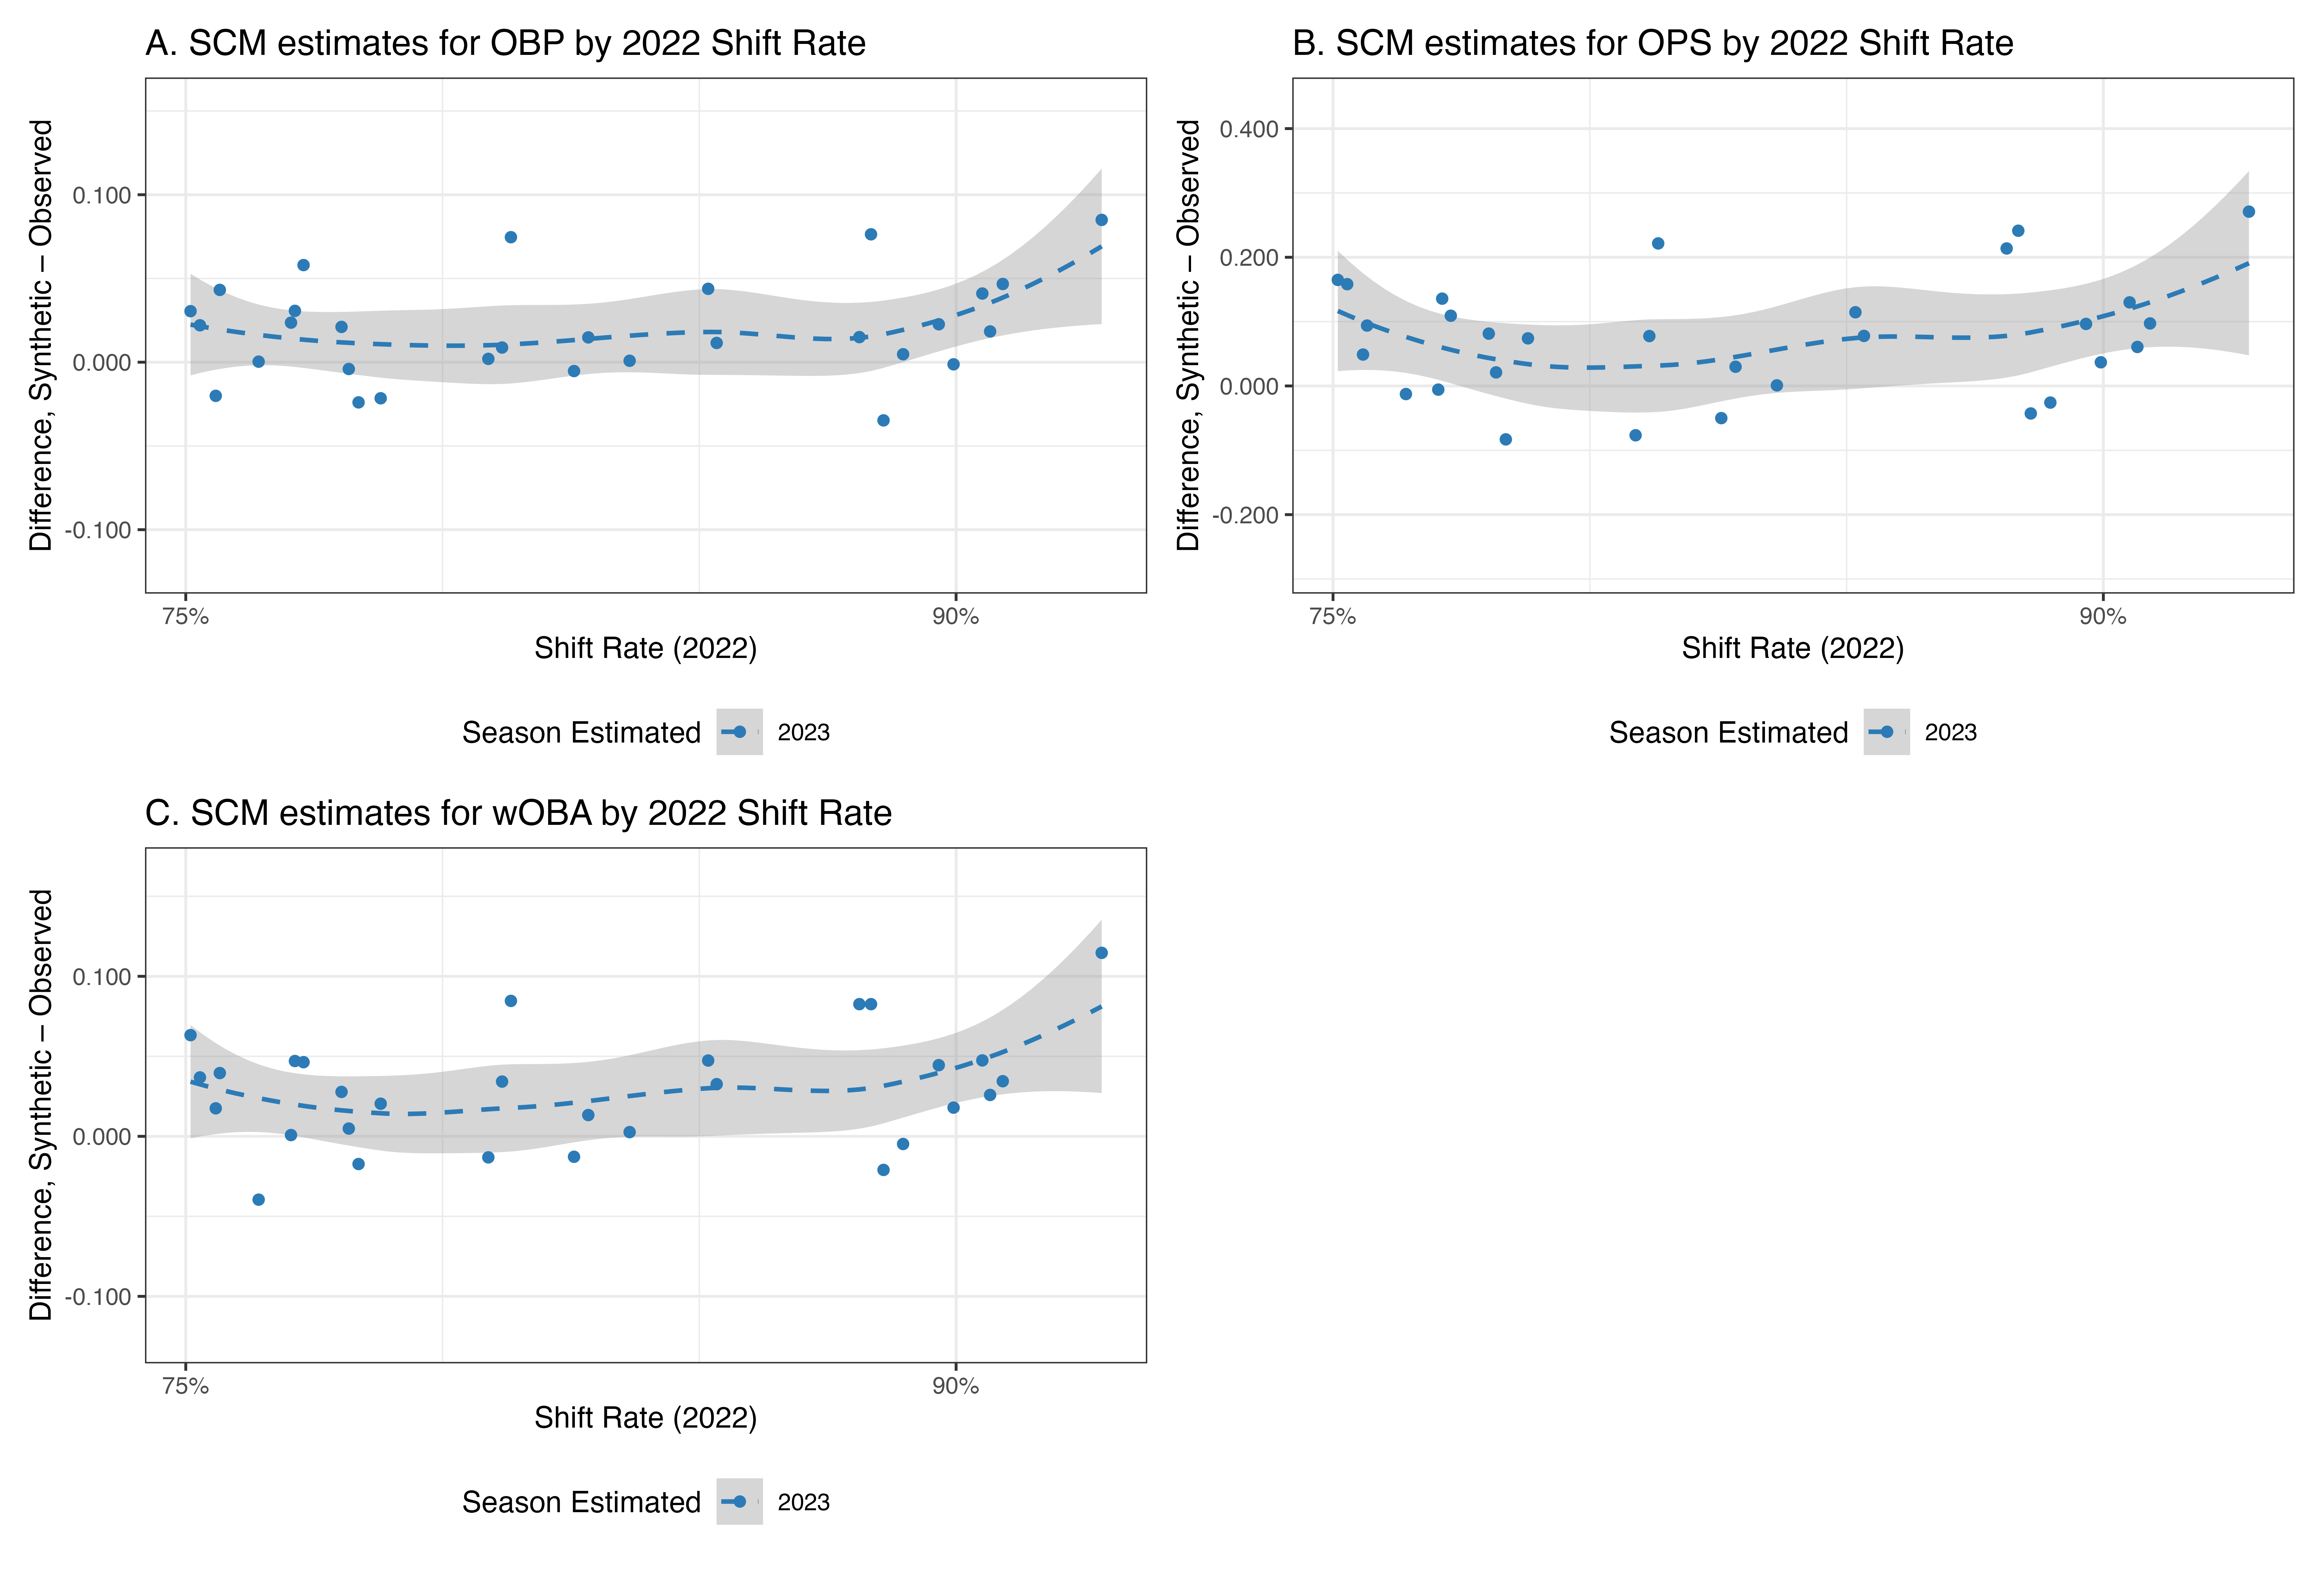 A. SCM estimates for OBP by 2022 Shift Rate
Difference, Synthetic – Observed
0.100
0.000
-0.100
75%
90%
Shift Rate (2022)
Season Estimated
2023
B. SCM estimates for OPS by 2022 Shift Rate
Difference, Synthetic – Observed
0.400
0.200
0.000
-0.200
75%
90%
Shift Rate (2022)
Season Estimated
2023
C. SCM estimates for wOBA by 2022 Shift Rate
Difference, Synthetic – Observed
0.100
0.000
-0.100
75%
90%
Shift Rate (2022)
Season Estimated
2023